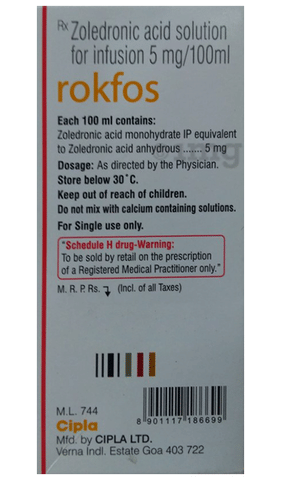 Rx Zoledronic acid solution
for infusion 5 mg/100ml
rokfos
Each 100 ml contains:
Zoledronic acid monohydrate IP equivalent
to Zoledronic acid anhydrous ....... 5 mg
Dosage: As directed by the Physician.
Store below 30°C.
Keep out of reach of children.
Do not mix with calcium containing solutions.
For Single use only.
"Schedule H drug-Warning:
To be sold by retail on the prescription
of a Registered Medical Practitioner only."
M. R. P. Rs. (Incl. of all Taxes)
M.L. 744
Cipla
Mfd. by CIPLA LTD.
Verna Indl. Estate Goa 403 722
8 901117 186699